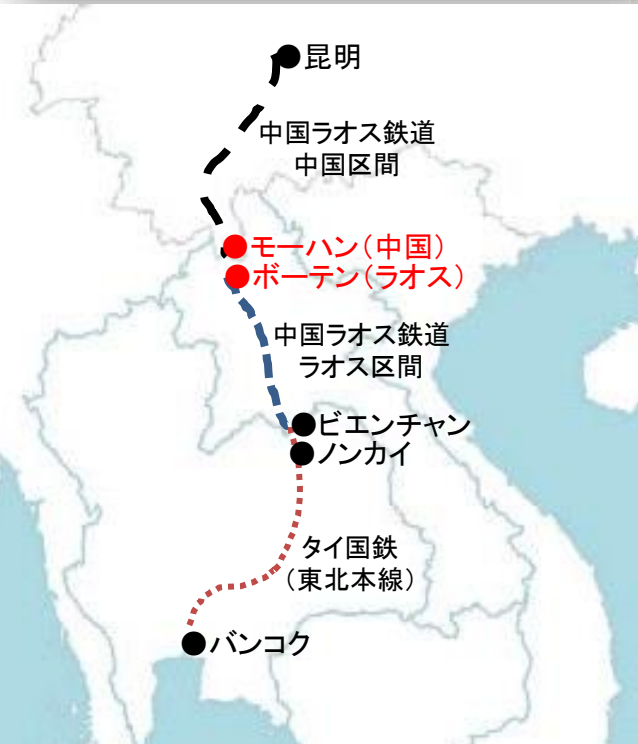 昆明
中国ラオス鉄道
中国区間
モーハン（中国）
ボーテン（ラオス）
中国ラオス鉄道
ラオス区間
ビエンチャン
ノンカイ
タイ国鉄
（東北本線）
バンコク